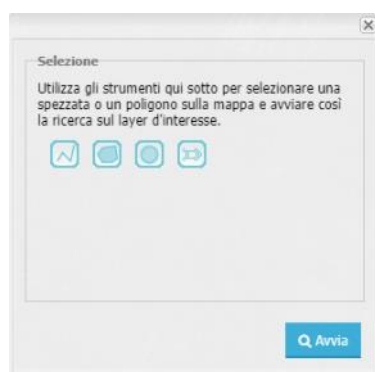 Selezione
Utilizza gli strumenti qui sotto per selezionare una
spezzata o un poligono sulla mappa e avviare così
la ricerca sul layer d'interesse.
Avvia